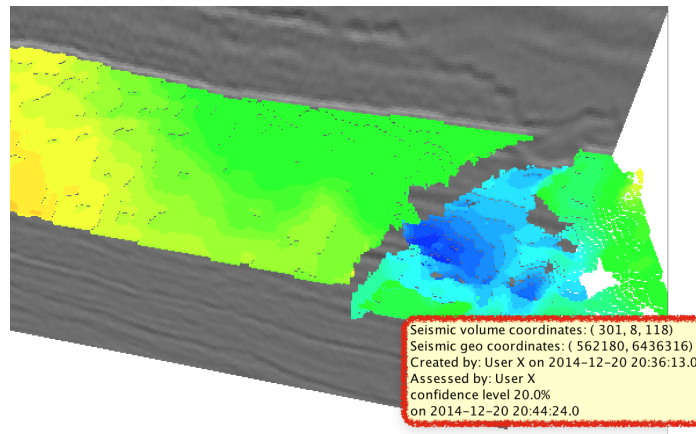 Seismic volume coordinates: ( 301, 8, 118)
Seismic geo coordinates: ( 562180, 6436316)
Created by: User X on 2014-12-20 20:36:13.0
Assessed by: User X
confidence level 20.0%
on 2014-12-20 20:44:24.0